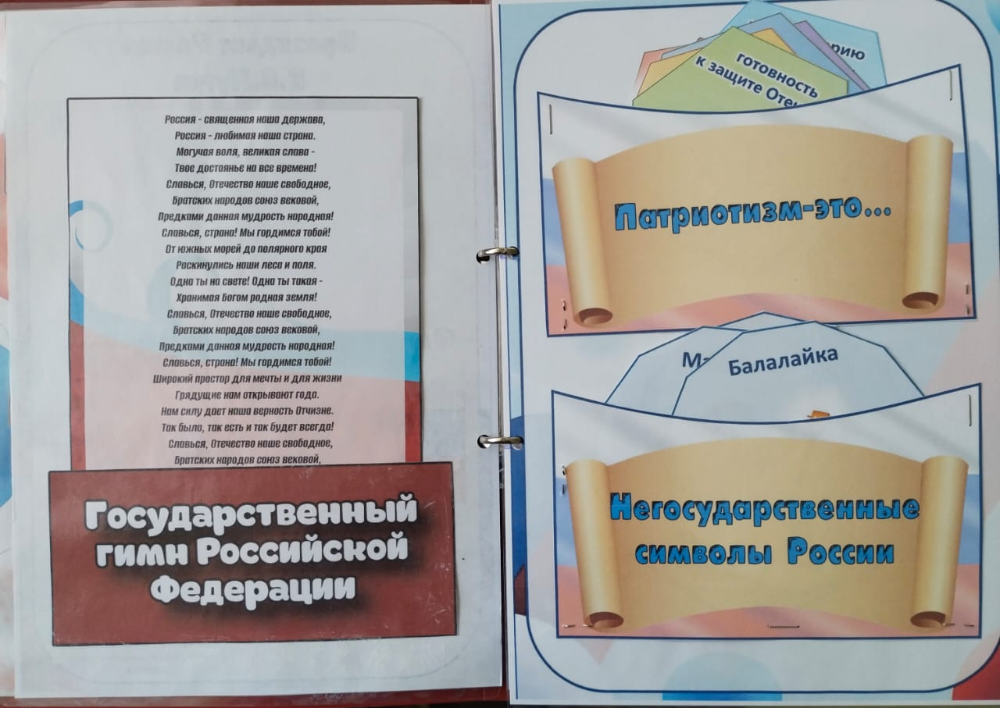 Россия - священная наша держава,
Россия - любимая наша страна.
Могучая воля, великая слава -
Твое достоянье на все времена!
Славься, Отечество наше свободное,
Братских народов союз вековой,
Предками данная мудрость народная!
Славься, страна! Мы гордимся тобой!
От южных морей до полярного края
Раскинулись наши леса и поля.
Одна ты на свете! Одна ты такая -
Хранимая Богом родная земля!
Славься, Отечество наше свободное,
Братских народов союз вековой,
Предками данная мудрость народная!
Славься, страна! Мы гордимся тобой!
Широкий простор для мечты и для жизни
Грядущие нам открывают года.
Нам силу дает наша верность Отчизне.
Так было, так есть и так будет всегда!
Славься, Отечество наше свободное,
Братских народов союз вековой,
Государственный
гимн Российской
Федерации
готовность
к защите
Патриотизм-это...
Балалайка
Негосударственные
символы России